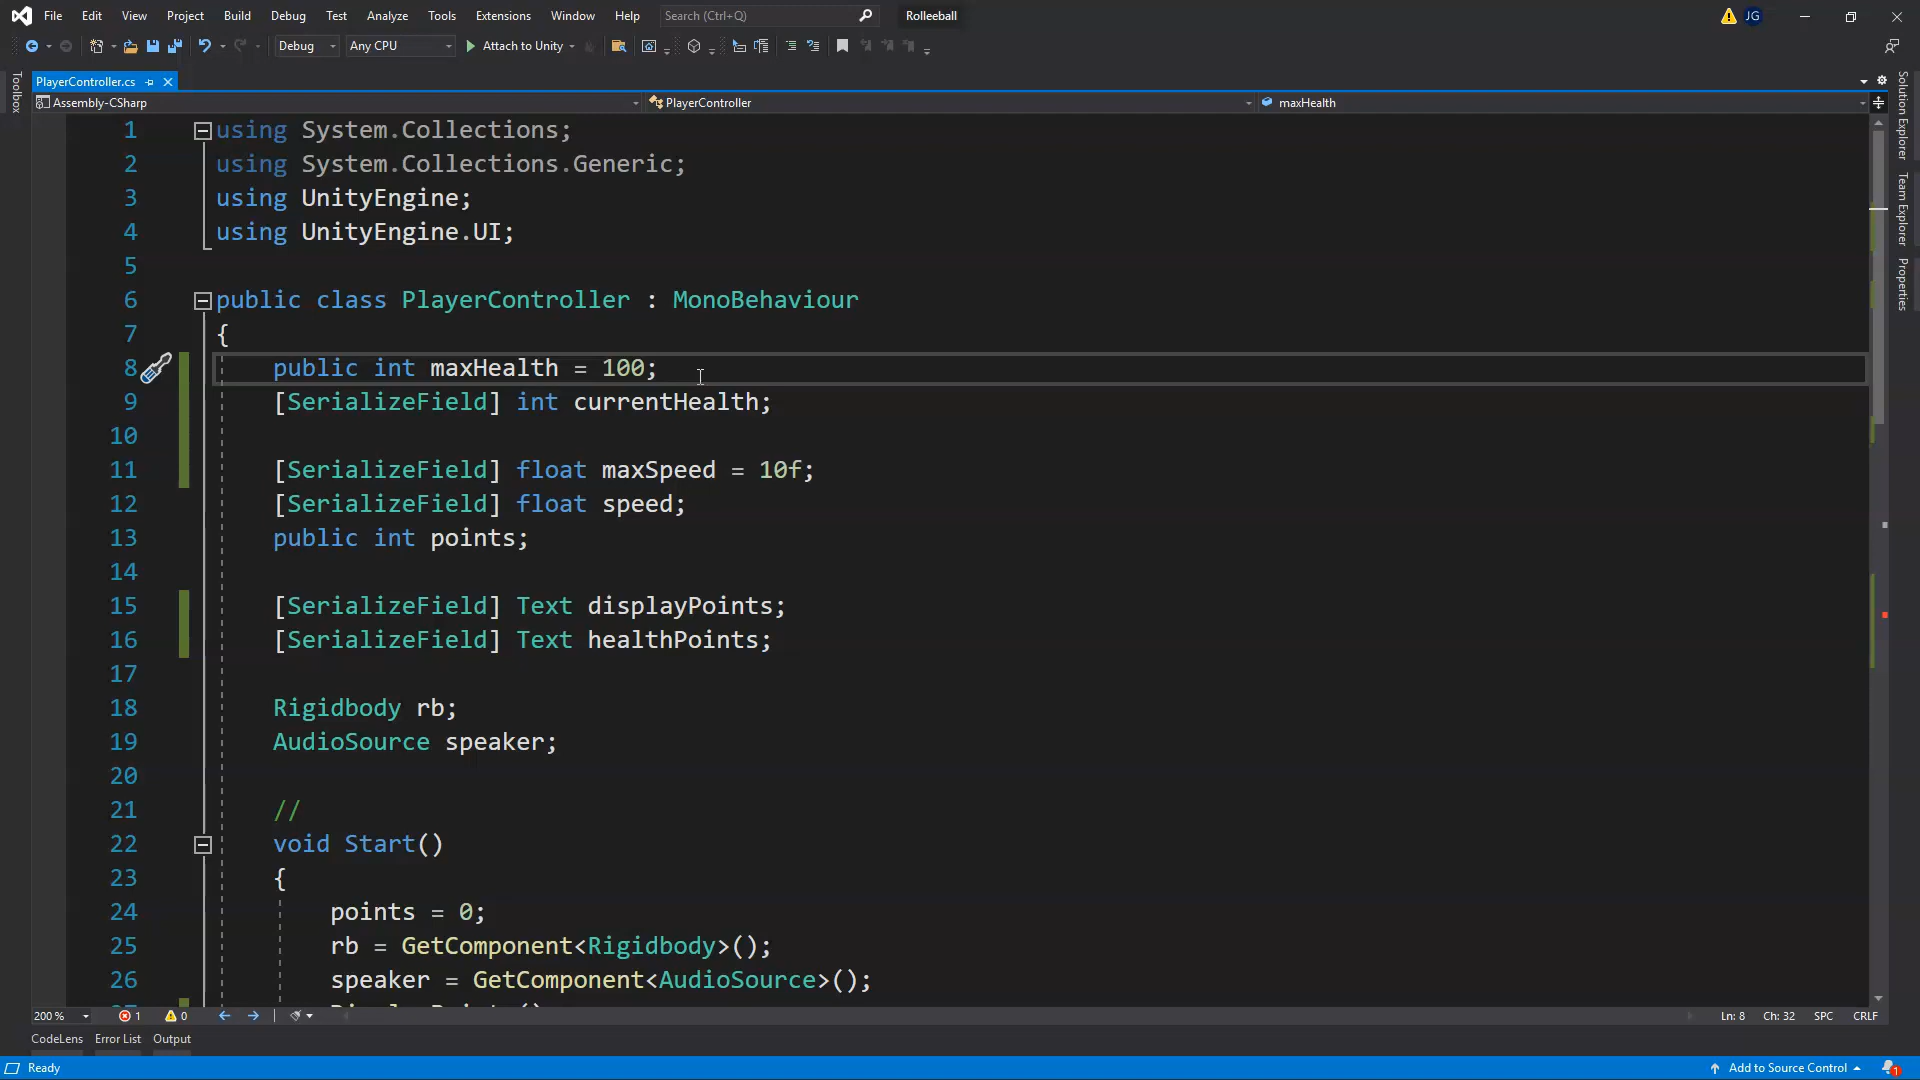 File Edit View Project Build Debug Test Analyze Tools Extensions Window Help Search (Ctrl+Q) Rolleeball JG
Debug Any CPU Attach to Unity
Toolbox
PlayerController.cs
Assembly-CSharp PlayerController maxHealth
1 using System.Collections;
2 using System.Collections.Generic;
3 using UnityEngine;
4 using UnityEngine.UI;
5
6 public class PlayerController : MonoBehaviour
7 {
8 public int maxHealth = 100;
9 [SerializeField] int currentHealth;
10
11 [SerializeField] float maxSpeed = 10f;
12 [SerializeField] float speed;
13 public int points;
14
15 [SerializeField] Text displayPoints;
16 [SerializeField] Text healthPoints;
17
18 Rigidbody rb;
19 AudioSource speaker;
20
21 //
22 void Start()
23 {
24 points = 0;
25 rb = GetComponent<Rigidbody>();
26 speaker = GetComponent<AudioSource>();
Solution Explorer
Team Explorer
Properties
200 % 1 0 Ln: 8 Ch: 32 SPC CRLF
CodeLens Error List Output
Ready Add to Source Control 1